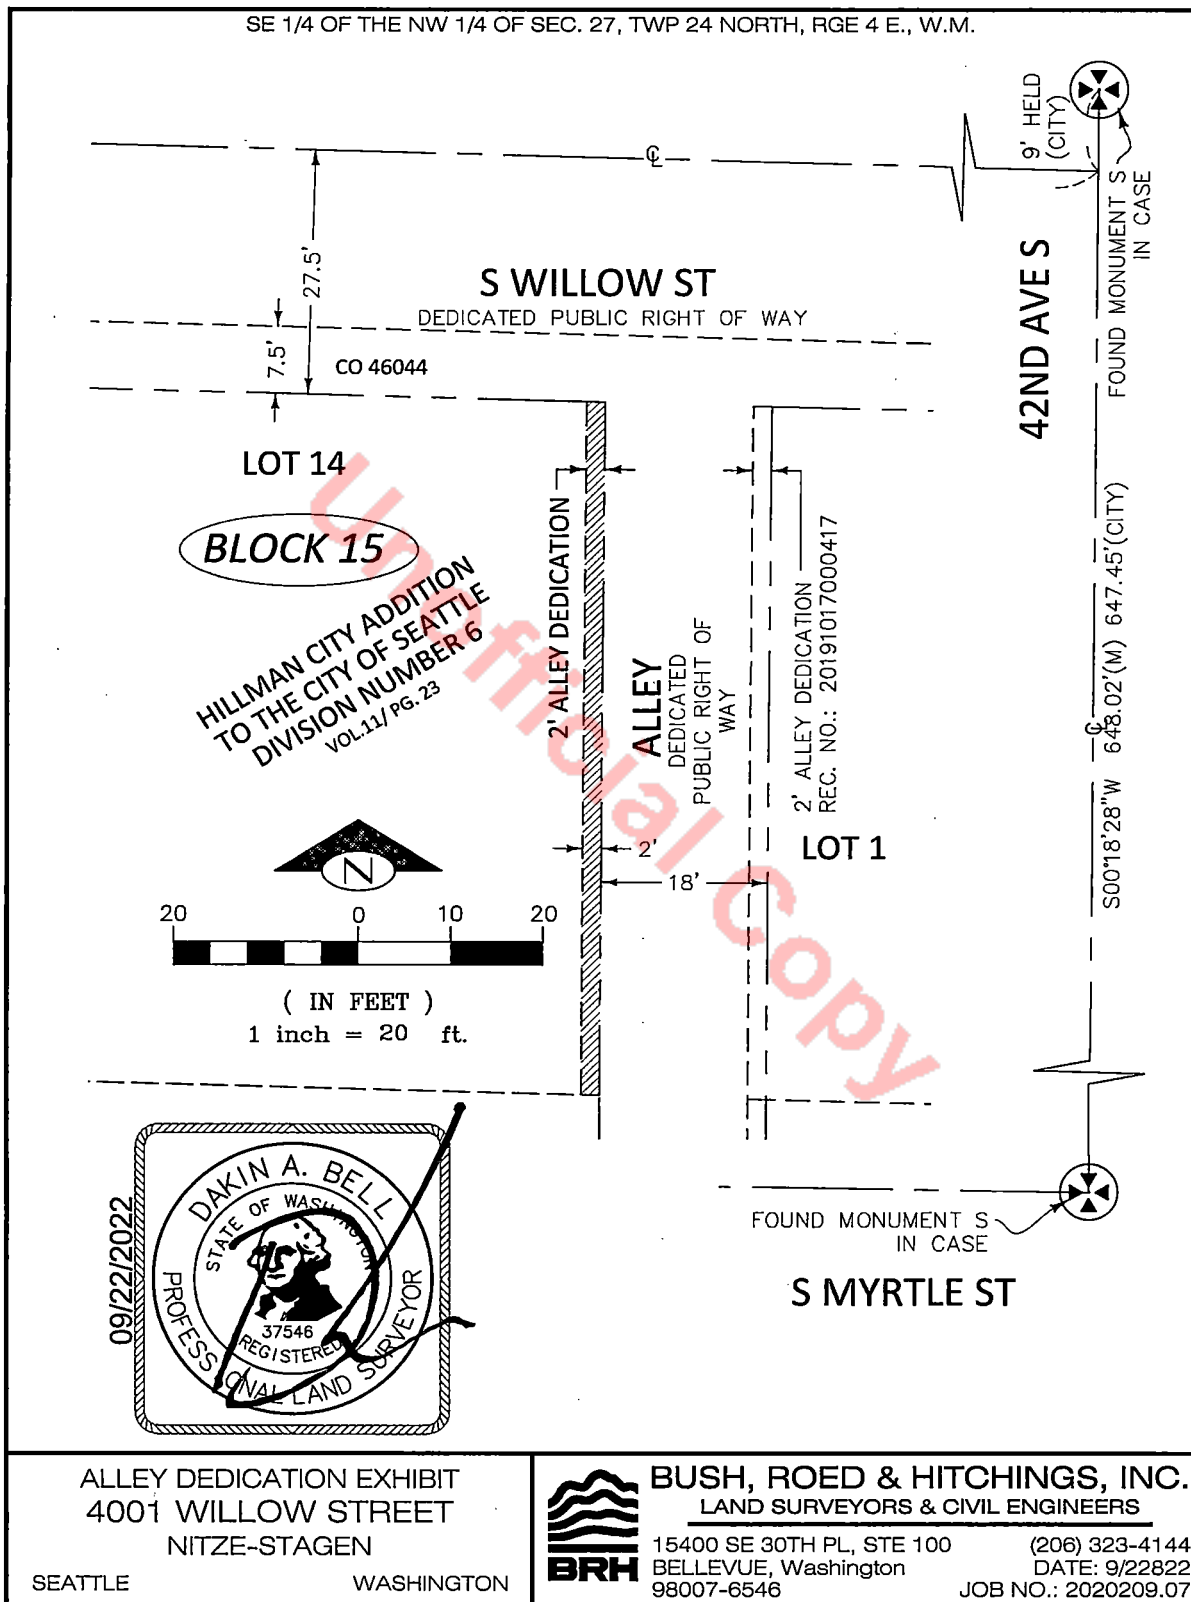 SE 1/4 OF THE NW 1/4 OF SEC. 27, TWP 24 NORTH, RGE 4 E., W.M.
9' HELD
(CITY)
FOUND MONUMENT S
IN CASE
℄
27.5'
S WILLOW ST
DEDICATED PUBLIC RIGHT OF WAY
42ND AVE S
7.5'
CO 46044
LOT 14
BLOCK 15
HILLMAN CITY ADDITION
TO THE CITY OF SEATTLE
DIVISION NUMBER 6
VOL.11/ PG. 23
2' ALLEY DEDICATION
ALLEY
DEDICATED
PUBLIC RIGHT OF
WAY
2' ALLEY DEDICATION
REC. NO.: 20191017000417
LOT 1
S00°18'28"W 648.02'(M) 647.45'(CITY)
℄
2'
18'
N
20 0 10 20
( IN FEET )
1 inch = 20 ft.
Unofficial Copy
09/22/2022
DAKIN A. BELL
STATE OF WASHINGTON
37546
REGISTERED
PROFESSIONAL LAND SURVEYOR
FOUND MONUMENT S
IN CASE
S MYRTLE ST
ALLEY DEDICATION EXHIBIT
4001 WILLOW STREET
NITZE-STAGEN
SEATTLE WASHINGTON
BRH
BUSH, ROED & HITCHINGS, INC.
LAND SURVEYORS & CIVIL ENGINEERS
15400 SE 30TH PL, STE 100 (206) 323-4144
BELLEVUE, Washington DATE: 9/22822
98007-6546 JOB NO.: 2020209.07